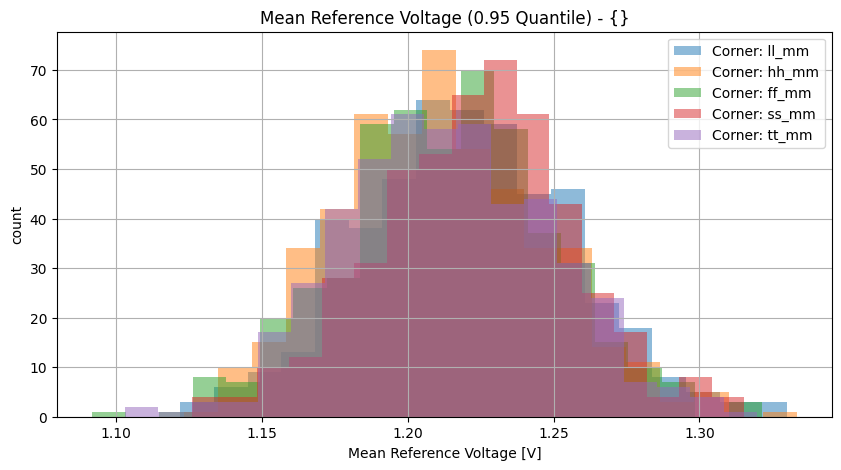 Mean Reference Voltage (0.95 Quantile) - {}
Corner: ll_mm
Corner: hh_mm
Corner: ff_mm
Corner: ss_mm
Corner: tt_mm
70
60
50
40
30
20
10
0
count
1.10
1.15
1.20
1.25
1.30
Mean Reference Voltage [V]